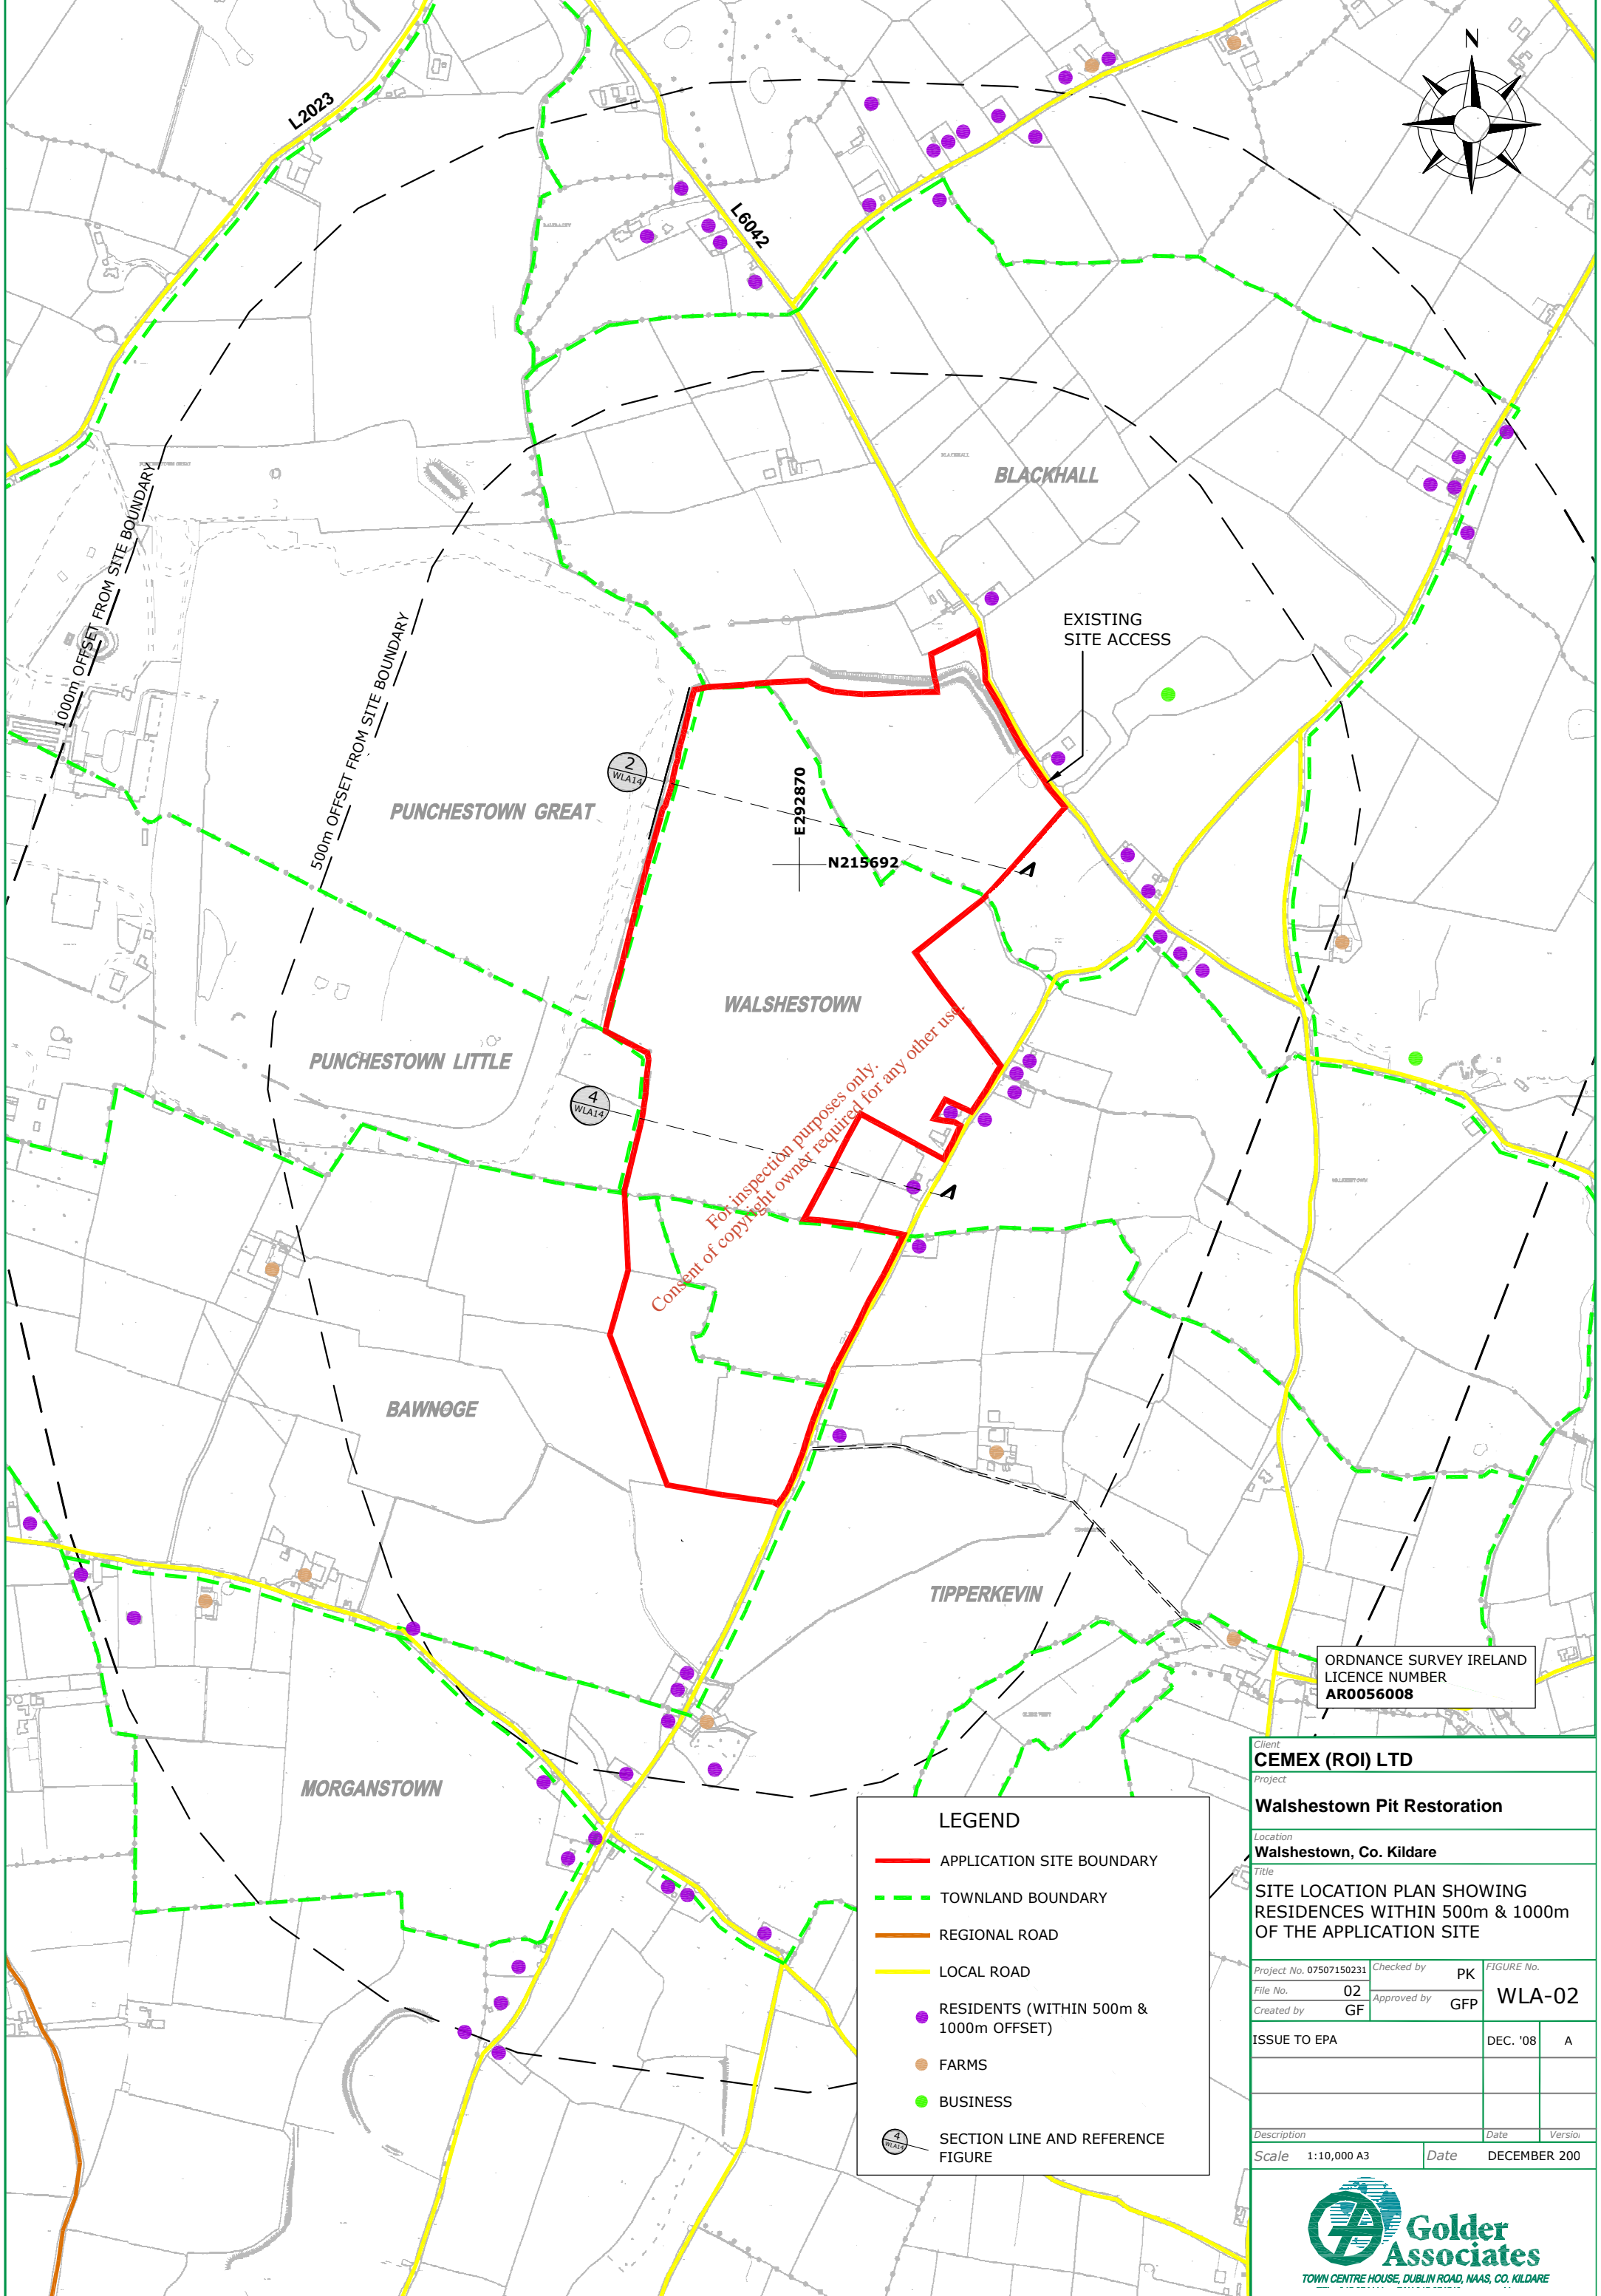 N
L2023
L6042
BLACKHALL
BLACKHALL
1000m OFFSET FROM SITE BOUNDARY
500m OFFSET FROM SITE BOUNDARY
EXISTING
SITE ACCESS
2
WLA14
PUNCHESTOWN GREAT
E292870
N215692
WALSHESTOWN
PUNCHESTOWN LITTLE
4
WLA14
For inspection purposes only.
Consent of copyright owner required for any other use.
BAWNOGE
TIPPERKEVIN
MORGANSTOWN
ORDNANCE SURVEY IRELAND
LICENCE NUMBER
AR0056008
LEGEND
APPLICATION SITE BOUNDARY
TOWNLAND BOUNDARY
REGIONAL ROAD
LOCAL ROAD
RESIDENTS (WITHIN 500m &
1000m OFFSET)
FARMS
BUSINESS
4
WLA14
SECTION LINE AND REFERENCE
FIGURE
Client
CEMEX (ROI) LTD
Project
Walshestown Pit Restoration
Location
Walshestown, Co. Kildare
Title
SITE LOCATION PLAN SHOWING
RESIDENCES WITHIN 500m & 1000m
OF THE APPLICATION SITE
Project No. 07507150231
Checked by PK
FIGURE No.
File No. 02
WLA-02
Approved by GFP
Created by GF
ISSUE TO EPA DEC. '08 A
Description Date Version
Scale 1:10,000 A3 Date DECEMBER 200
Golder
Associates
TOWN CENTRE HOUSE, DUBLIN ROAD, NAAS, CO. KILDARE